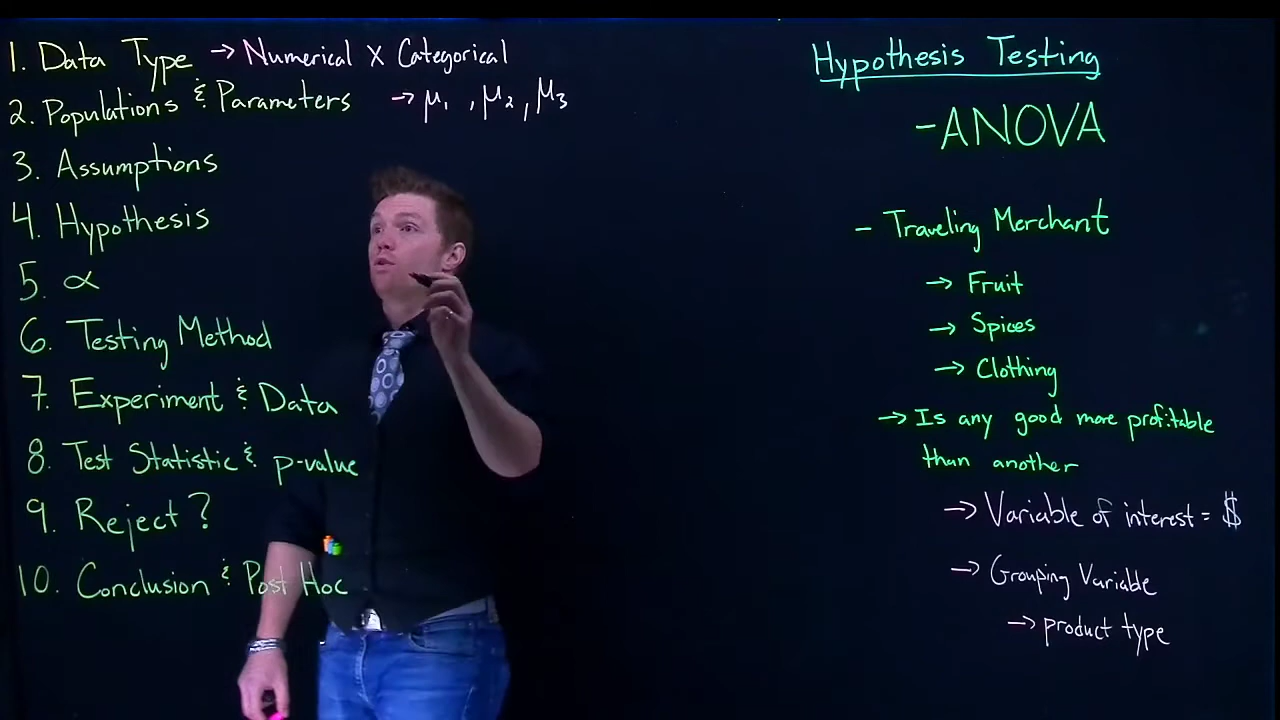 1. Data Type → Numerical X Categorical
2. Populations & Parameters → μ₁, μ₂, μ₃
3. Assumptions
4. Hypothesis
5. α
6. Testing Method
7. Experiment & Data
8. Test Statistic & p-value
9. Reject?
10. Conclusion & Post Hoc
Hypothesis Testing
- ANOVA
- Traveling Merchant
→ Fruit
→ Spices
→ Clothing
→ Is any good more profitable
than another
→ Variable of interest = $
→ Grouping Variable
→ product type